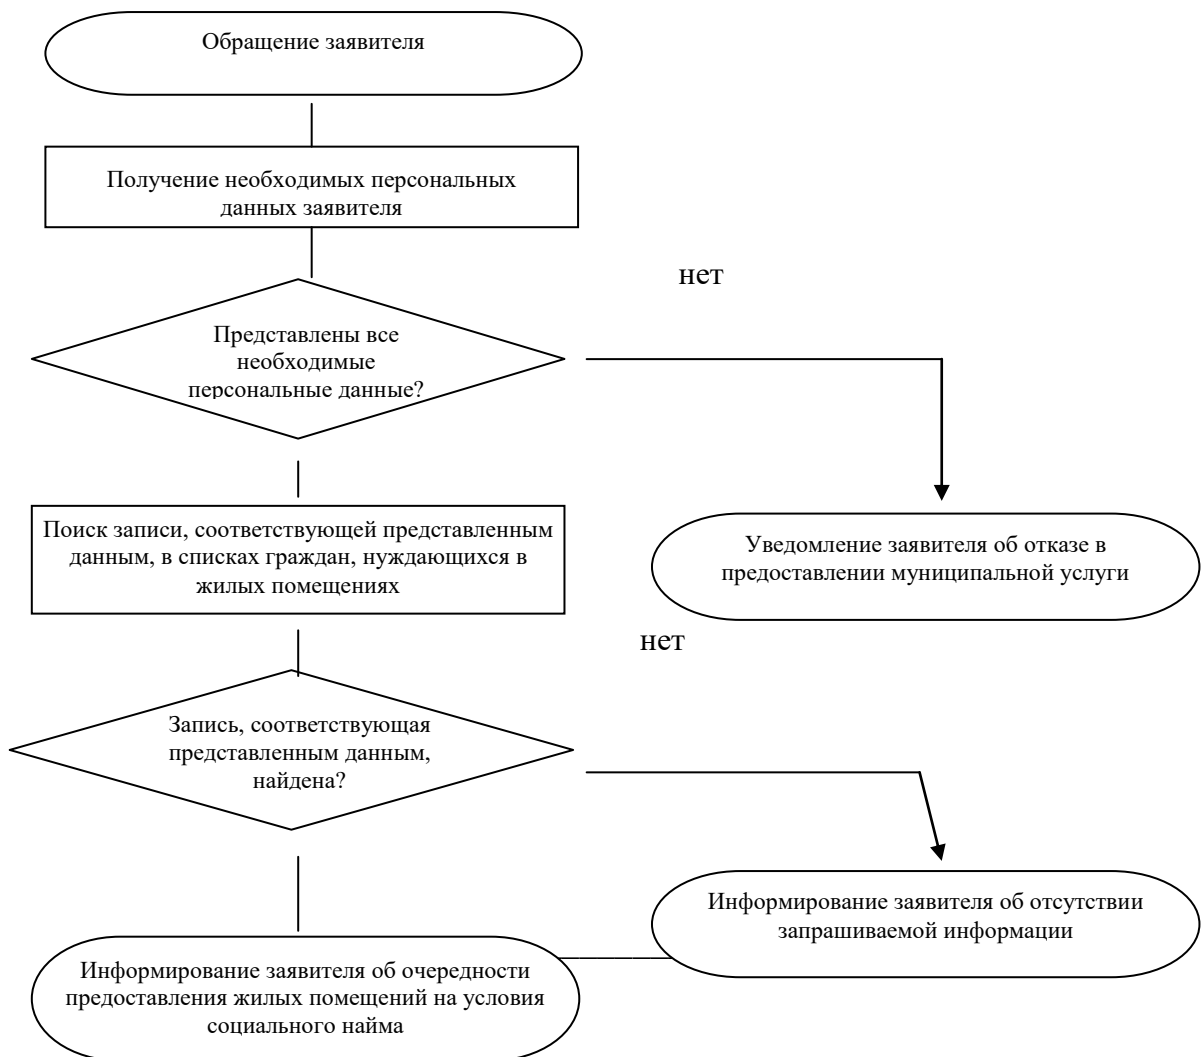 Обращение заявителя
Получение необходимых персональных
данных заявителя
нет
Представлены все
необходимые
персональные данные?
Поиск записи, соответствующей представленным
данным, в списках граждан, нуждающихся в
жилых помещениях
Уведомление заявителя об отказе в
предоставлении муниципальной услуги
нет
Запись, соответствующая
представленным данным,
найдена?
Информирование заявителя об отсутствии
запрашиваемой информации
Информирование заявителя об очередности
предоставления жилых помещений на условия
социального найма